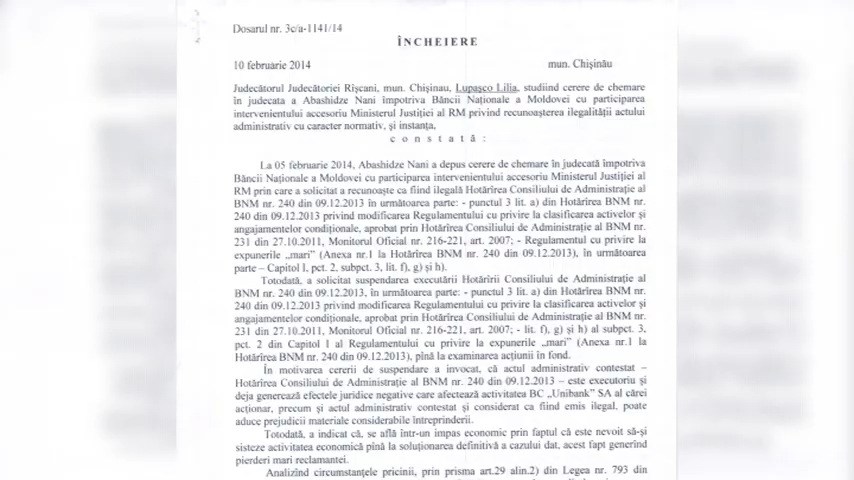 Dosarul nr. 3c/a-1141/14
ÎNCHEIERE
10 februarie 2014 mun. Chișinău
Judecătorul Judecătoriei Rîșcani, mun. Chișinau, Lupașco Lilia, studiind cerere de chemare
în judecata a Abashidze Nani împotriva Băncii Naționale a Moldovei cu participarea
intervenientului accesoriu Ministerul Justiției al RM privind recunoașterea ilegalității actului
administrativ cu caracter normativ, și instanța,
constată:
La 05 februarie 2014, Abashidze Nani a depus cerere de chemare în judecată împotriva
Băncii Naționale a Moldovei cu participarea intervenientului accesoriu Ministerul Justiției al
RM prin care a solicitat a recunoaște ca fiind ilegală Hotărîrea Consiliului de Administrație al
BNM nr. 240 din 09.12.2013 în următoarea parte: - punctul 3 lit. a) din Hotărîrea BNM nr.
240 din 09.12.2013 privind modificarea Regulamentului cu privire la clasificarea activelor și
angajamentelor condiționale, aprobat prin Hotărîrea Consiliului de Administrație al BNM nr.
231 din 27.10.2011, Monitorul Oficial nr. 216-221, art. 2007; - Regulamentul cu privire la
expunerile „mari” (Anexa nr.1 la Hotărîrea BNM nr. 240 din 09.12.2013), în următoarea
parte – Capitol I, pct. 2, subpct. 3, lit. f), g) și h).
Totodată, a solicitat suspendarea executării Hotărîrii Consiliului de Administrație al
BNM nr. 240 din 09.12.2013, în următoarea parte: - punctul 3 lit. a) din Hotărîrea BNM nr.
240 din 09.12.2013 privind modificarea Regulamentului cu privire la clasificarea activelor și
angajamentelor condiționale, aprobat prin Hotărîrea Consiliului de Administrație al BNM nr.
231 din 27.10.2011, Monitorul Oficial nr. 216-221, art. 2007; - lit. f), g) și h) al subpct. 3,
pct. 2 din Capitol I al Regulamentului cu privire la expunerile „mari” (Anexa nr.1 la
Hotărîrea BNM nr. 240 din 09.12.2013), pînă la examinarea acțiunii în fond.
În motivarea cererii de suspendare a invocat, că actul administrativ contestat –
Hotărîrea Consiliului de Administrație al BNM nr. 240 din 09.12.2013 – este executoriu și
deja generează efectele juridice negative care afectează activitatea BC „Unibank” SA al cărei
acționar, precum și actul administrativ contestat și considerat ca fiind emis ilegal, poate
aduce prejudicii materiale considerabile întreprinderii.
Totodată, a indicat că, se află într-un impas economic prin faptul că este nevoit să-și
sisteze activitatea economică pînă la soluționarea definitivă a cazului dat, acest fapt generînd
pierderi mari reclamantei.
Analizînd circumstanțele pricinii, prin prisma art.29 alin.2) din Legea nr. 793 din